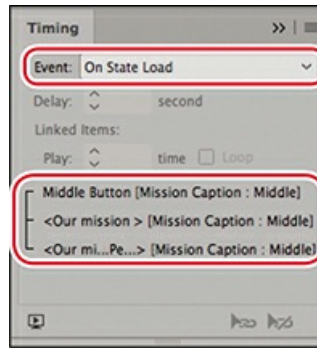 Timing
Event: On State Load
Delay: second
Linked Items:
Play: time Loop
Middle Button [Mission Caption : Middle]
<Our mission > [Mission Caption : Middle]
<Our mi...Pe...> [Mission Caption : Middle]